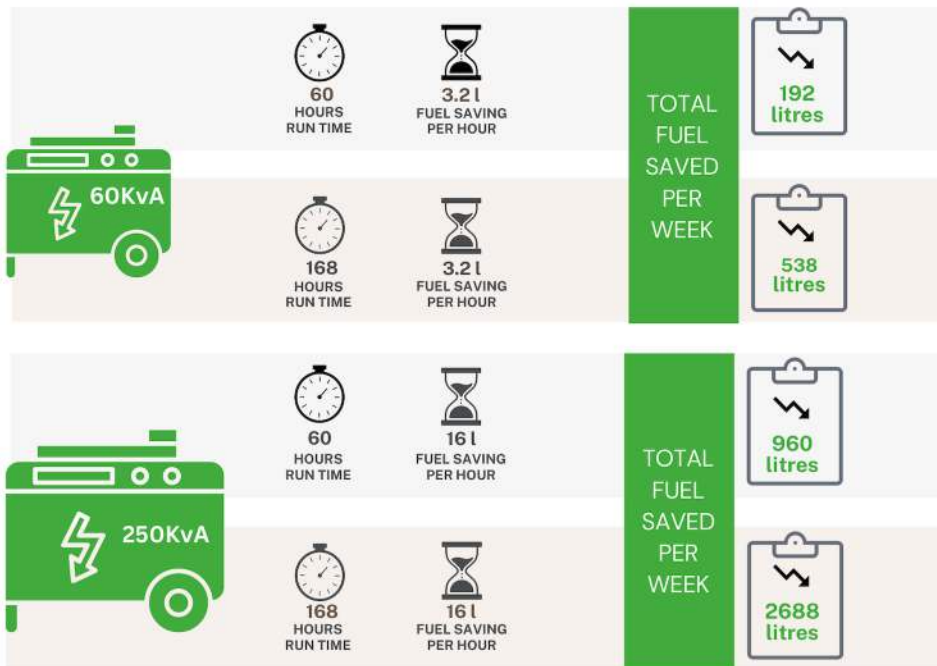 60KvA
60
HOURS
RUN TIME
3.2 l
FUEL SAVING
PER HOUR
168
HOURS
RUN TIME
3.2 l
FUEL SAVING
PER HOUR
TOTAL
FUEL
SAVED
PER
WEEK
192
litres
538
litres
250KvA
60
HOURS
RUN TIME
16 l
FUEL SAVING
PER HOUR
168
HOURS
RUN TIME
16 l
FUEL SAVING
PER HOUR
TOTAL
FUEL
SAVED
PER
WEEK
960
litres
2688
litres